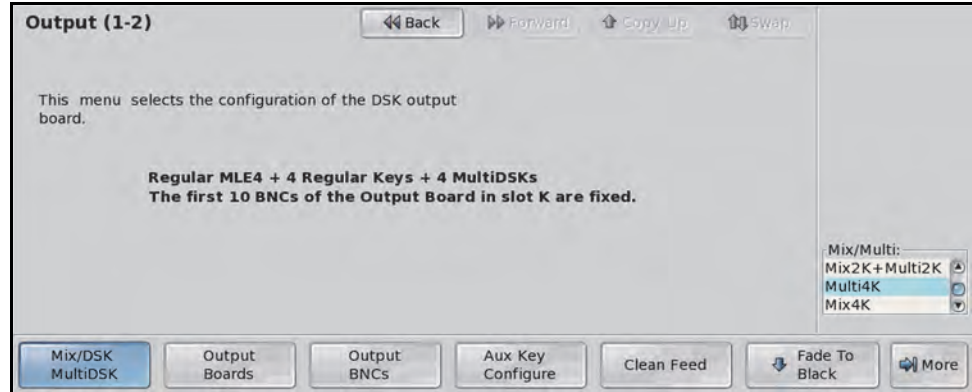 Output (1-2)
Back
Forward
Copy Up
Swap
This menu selects the configuration of the DSK output
board.
Regular MLE4 + 4 Regular Keys + 4 MultiDSKs
The first 10 BNCs of the Output Board in slot K are fixed.
Mix/Multi:
Mix2K+Multi2K
Multi4K
Mix4K
Mix/DSK
MultiDSK
Output
Boards
Output
BNCs
Aux Key
Configure
Clean Feed
Fade To
Black
More